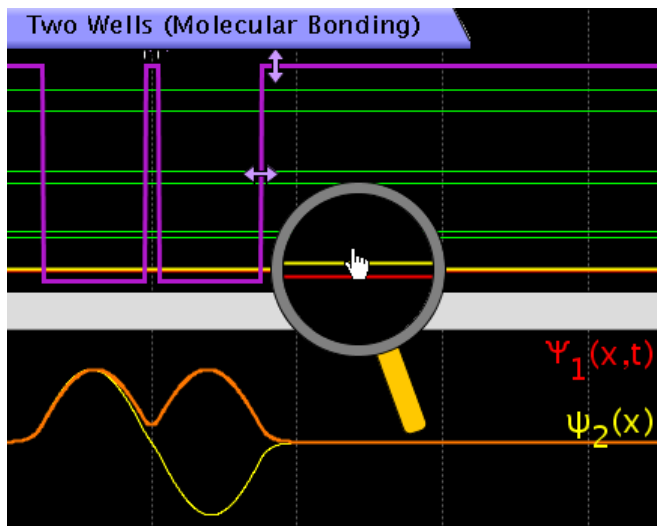 Two Wells (Molecular Bonding)
Ψ₁(x,t)
ψ₂(x)